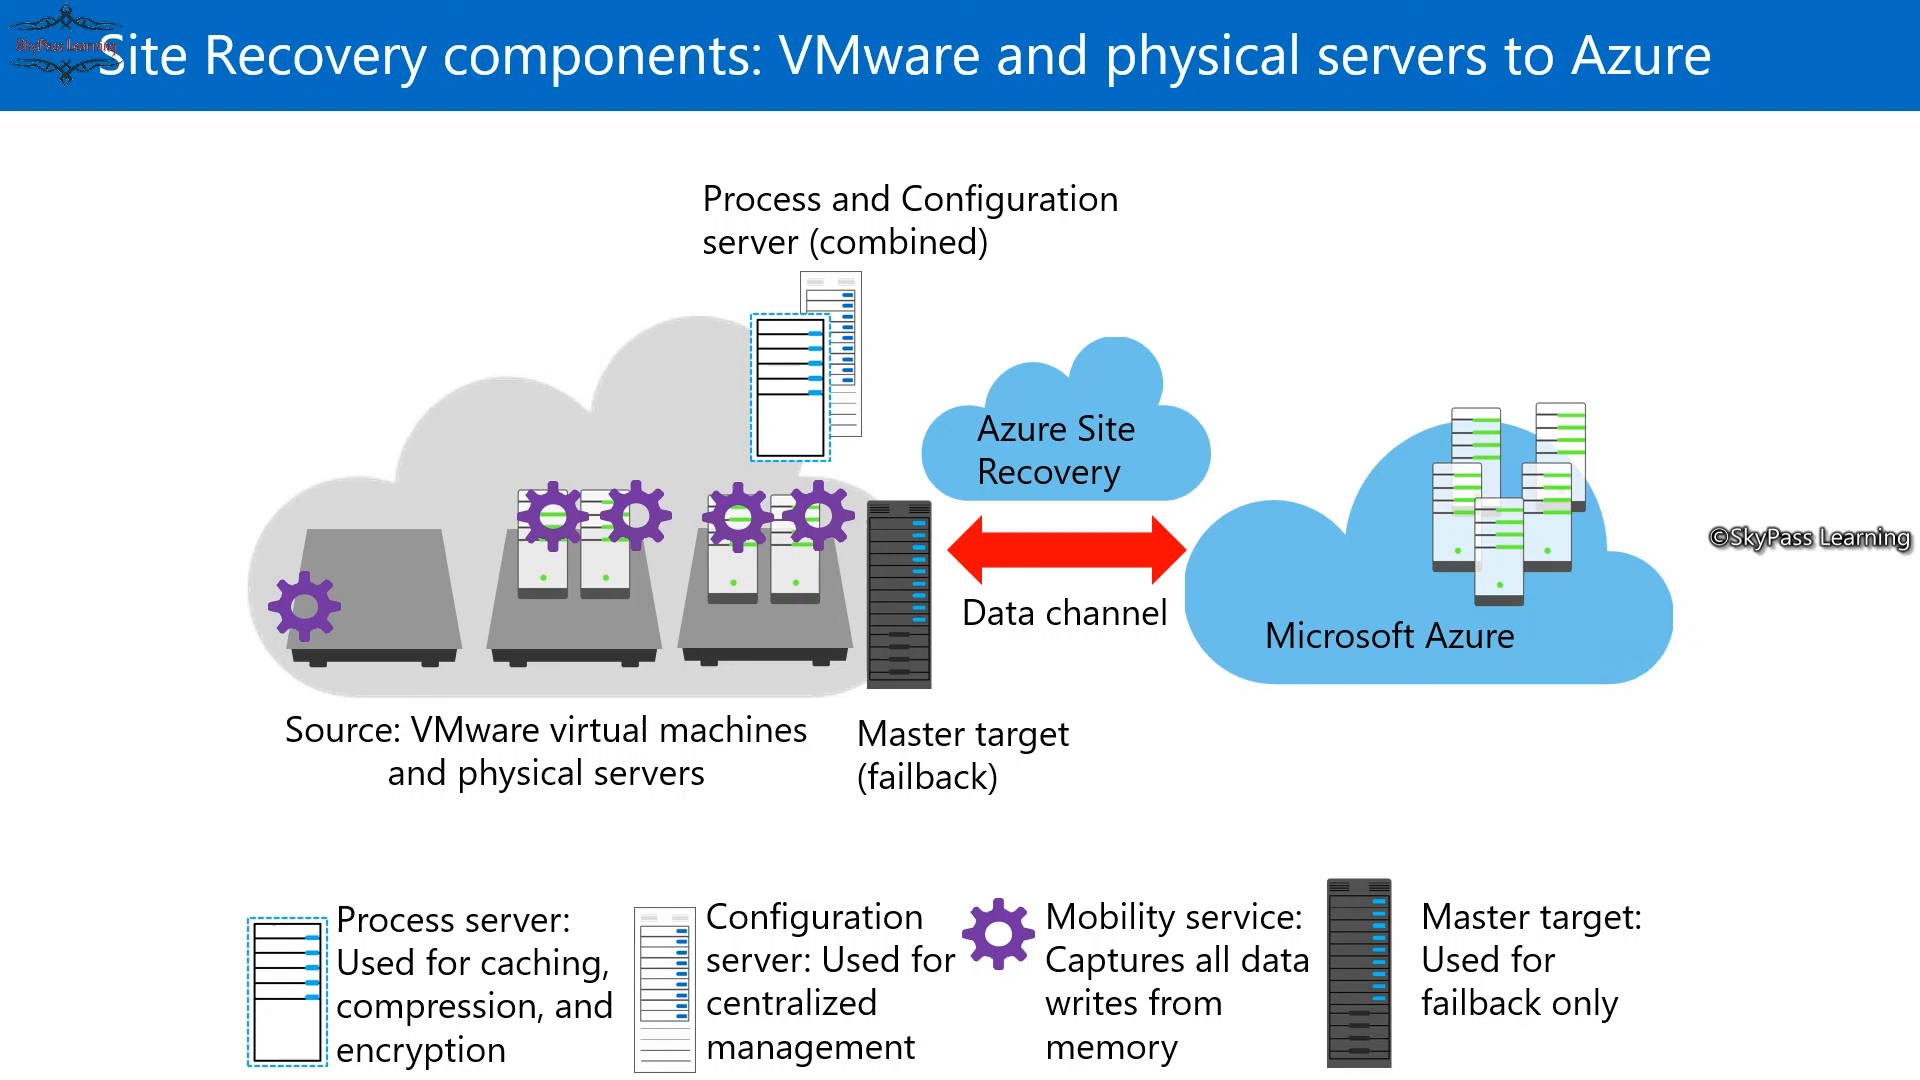 SkyPass Learning
Site Recovery components: VMware and physical servers to Azure
Process and Configuration
server (combined)
Azure Site
Recovery
Data channel
Microsoft Azure
©SkyPass Learning
Source: VMware virtual machines
and physical servers
Master target
(failback)
Process server:
Used for caching,
compression, and
encryption
Configuration
server: Used for
centralized
management
Mobility service:
Captures all data
writes from
memory
Master target:
Used for
failback only